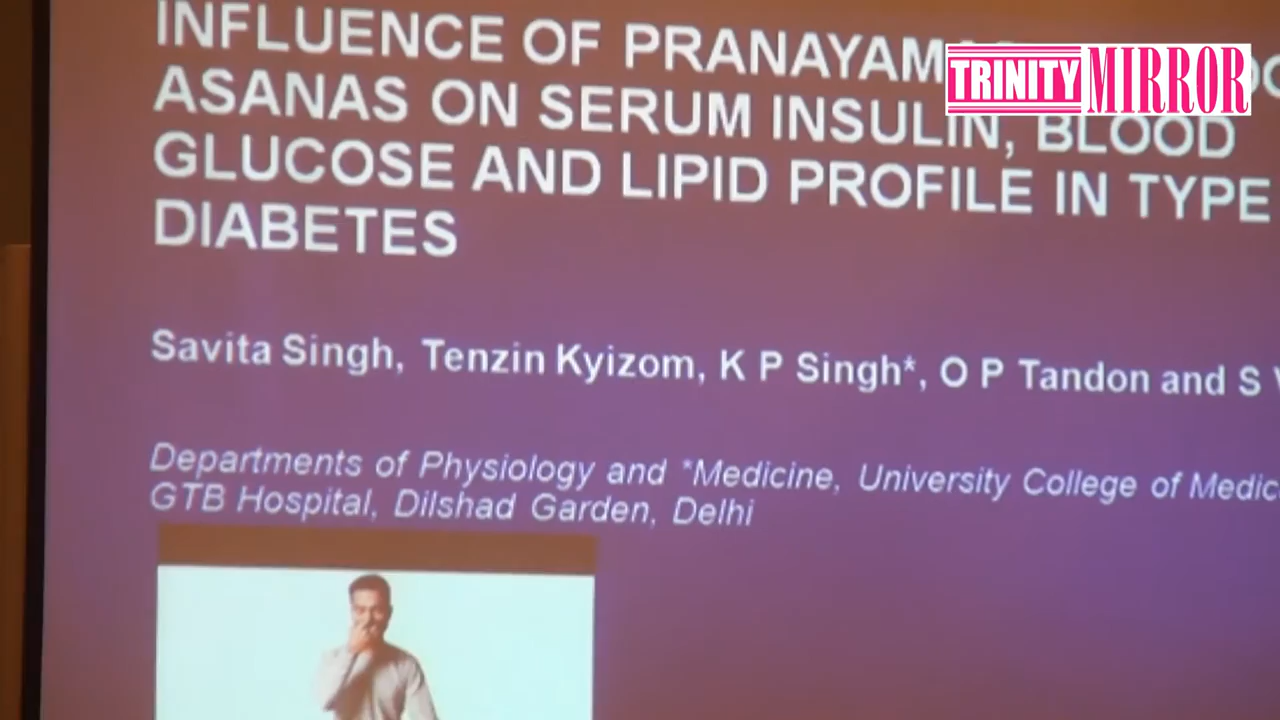 INFLUENCE OF PRANAYAM
ASANAS ON SERUM INSULIN, BLOOD
GLUCOSE AND LIPID PROFILE IN TYPE
DIABETES
Savita Singh, Tenzin Kyizom, K P Singh*, O P Tandon and S
Departments of Physiology and *Medicine, University College of Medic
GTB Hospital, Dilshad Garden, Delhi
TRINITY MIRROR